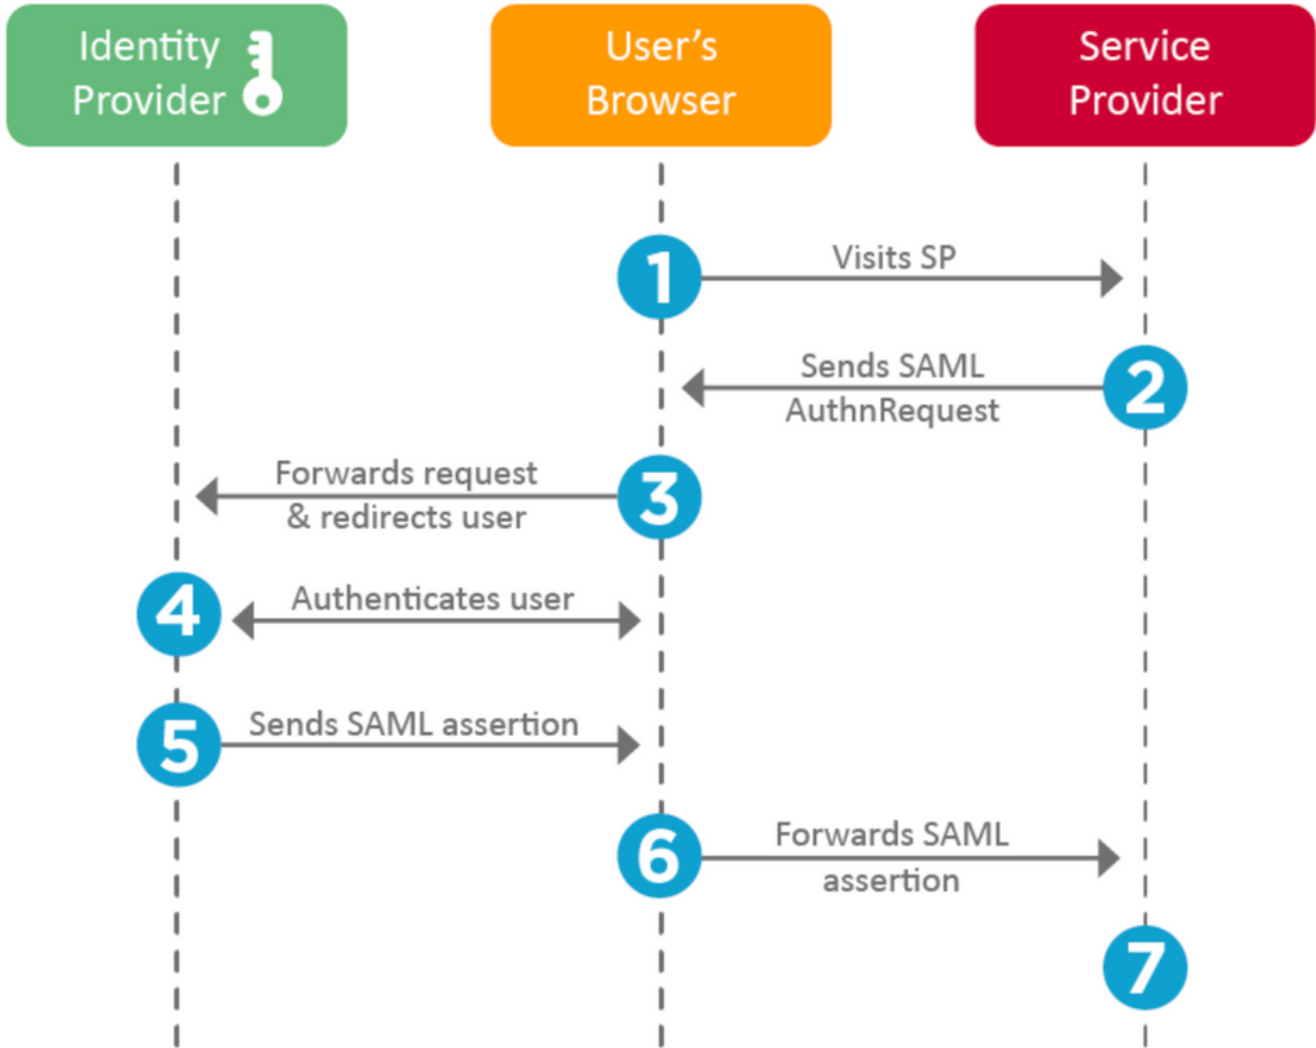 Identity
Provider
User's
Browser
Service
Provider
1
Visits SP
Sends SAML
AuthnRequest
2
Forwards request
& redirects user
3
4
Authenticates user
5
Sends SAML assertion
6
Forwards SAML
assertion
7